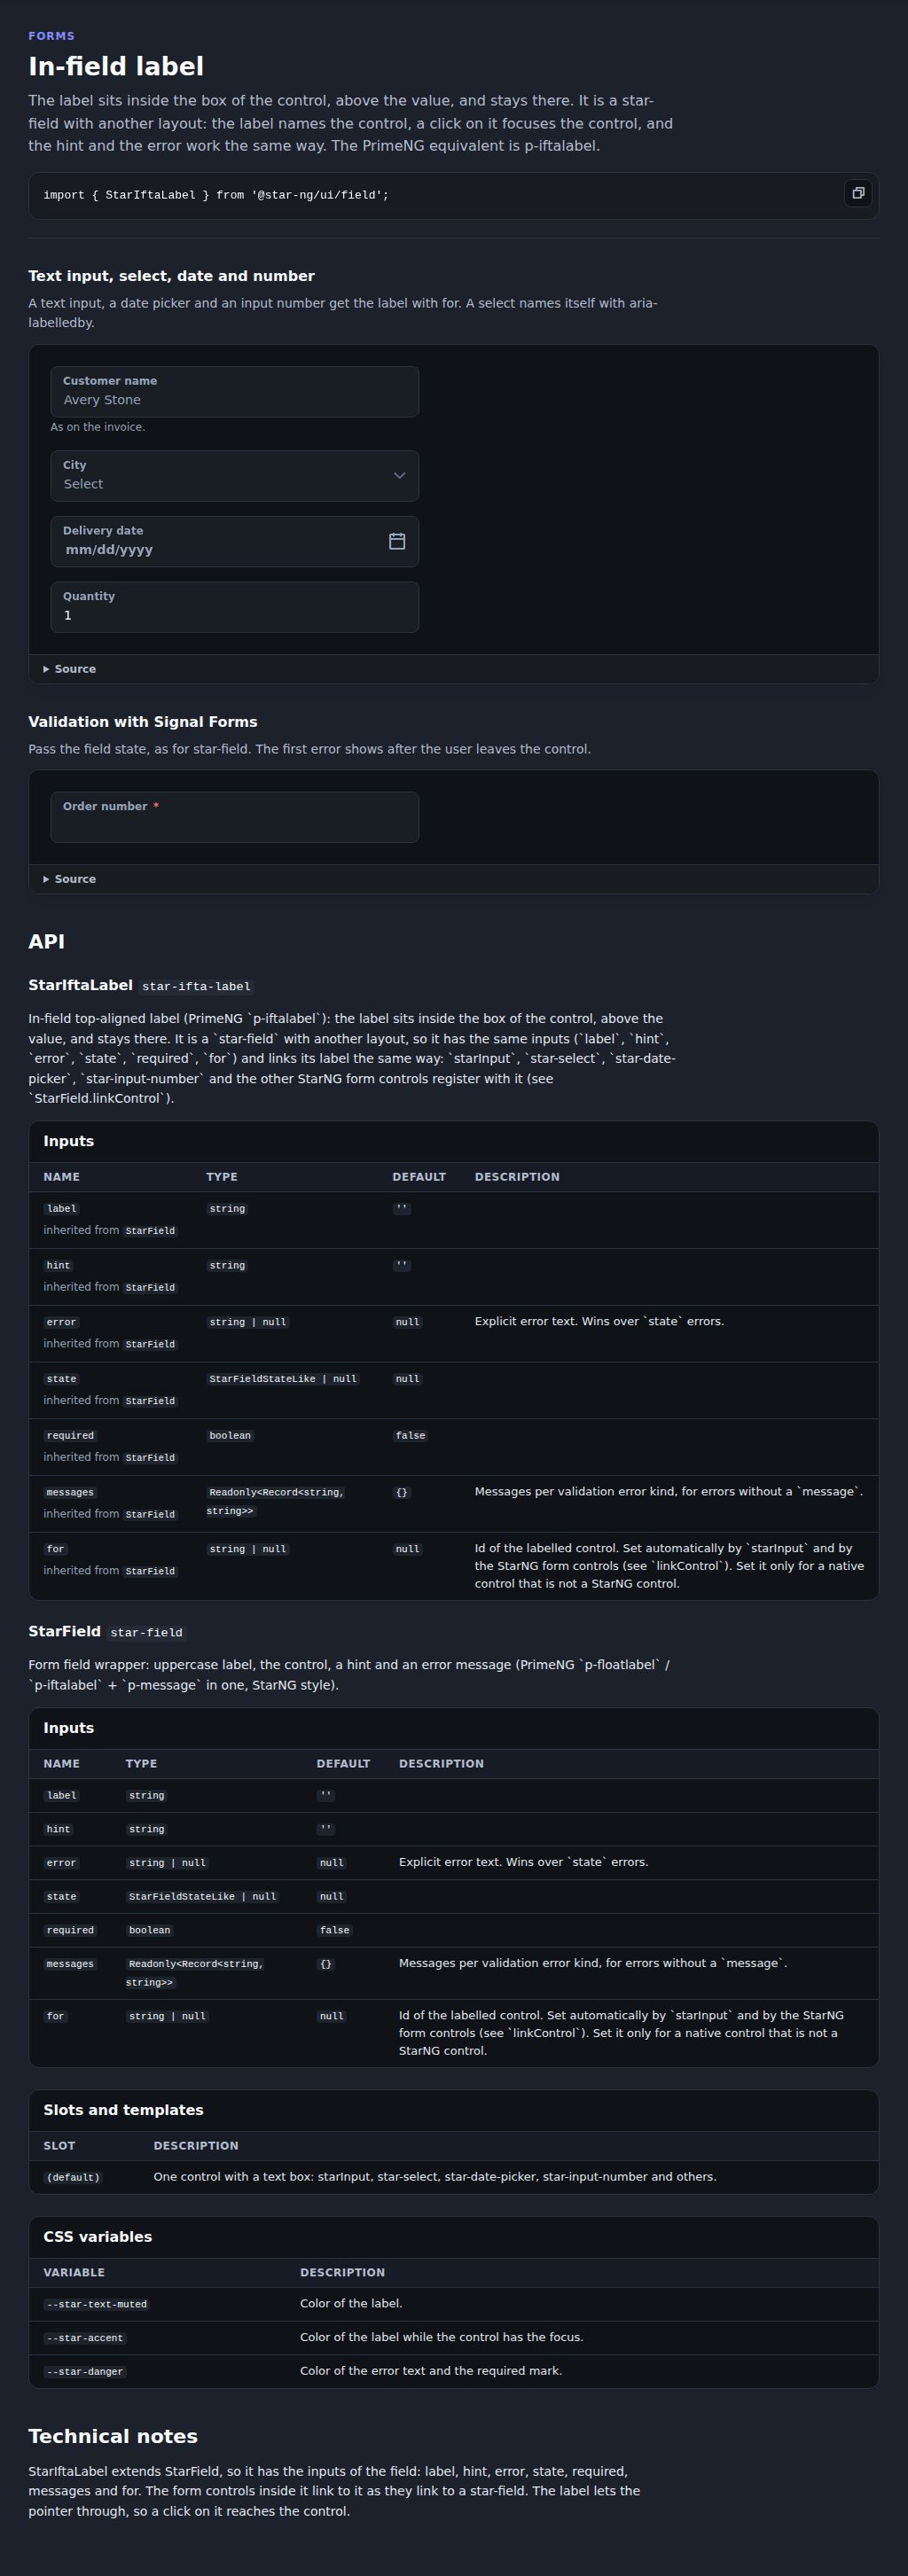 FORMS
In-field label
The label sits inside the box of the control, above the value, and stays there. It is a star-
field with another layout: the label names the control, a click on it focuses the control, and
the hint and the error work the same way. The PrimeNG equivalent is p-iftalabel.
import { StarIftaLabel } from '@star-ng/ui/field';
Text input, select, date and number
A text input, a date picker and an input number get the label with for. A select names itself with aria-
labelledby.
Customer name
Avery Stone
As on the invoice.
City
Select
Delivery date
mm/dd/yyyy
Quantity
1
Source
Validation with Signal Forms
Pass the field state, as for star-field. The first error shows after the user leaves the control.
Order number *
Source
API
StarIftaLabel star-ifta-label
In-field top-aligned label (PrimeNG `p-iftalabel`): the label sits inside the box of the control, above the
value, and stays there. It is a `star-field` with another layout, so it has the same inputs (`label`, `hint`,
`error`, `state`, `required`, `for`) and links its label the same way: `starInput`, `star-select`, `star-date-
picker`, `star-input-number` and the other StarNG form controls register with it (see
`StarField.linkControl`).
Inputs
NAME TYPE DEFAULT DESCRIPTION
label string ''
inherited from StarField
hint string ''
inherited from StarField
error string | null null Explicit error text. Wins over `state` errors.
inherited from StarField
state StarFieldStateLike | null null
inherited from StarField
required boolean false
inherited from StarField
messages Readonly<Record<string, {} Messages per validation error kind, for errors without a `message`.
inherited from StarField string>>
for string | null null Id of the labelled control. Set automatically by `starInput` and by
inherited from StarField the StarNG form controls (see `linkControl`). Set it only for a native
control that is not a StarNG control.
StarField star-field
Form field wrapper: uppercase label, the control, a hint and an error message (PrimeNG `p-floatlabel` /
`p-iftalabel` + `p-message` in one, StarNG style).
Inputs
NAME TYPE DEFAULT DESCRIPTION
label string ''
hint string ''
error string | null null Explicit error text. Wins over `state` errors.
state StarFieldStateLike | null null
required boolean false
messages Readonly<Record<string, {} Messages per validation error kind, for errors without a `message`.
string>>
for string | null null Id of the labelled control. Set automatically by `starInput` and by the StarNG
form controls (see `linkControl`). Set it only for a native control that is not a
StarNG control.
Slots and templates
SLOT DESCRIPTION
(default) One control with a text box: starInput, star-select, star-date-picker, star-input-number and others.
CSS variables
VARIABLE DESCRIPTION
--star-text-muted Color of the label.
--star-accent Color of the label while the control has the focus.
--star-danger Color of the error text and the required mark.
Technical notes
StarIftaLabel extends StarField, so it has the inputs of the field: label, hint, error, state, required,
messages and for. The form controls inside it link to it as they link to a star-field. The label lets the
pointer through, so a click on it reaches the control.